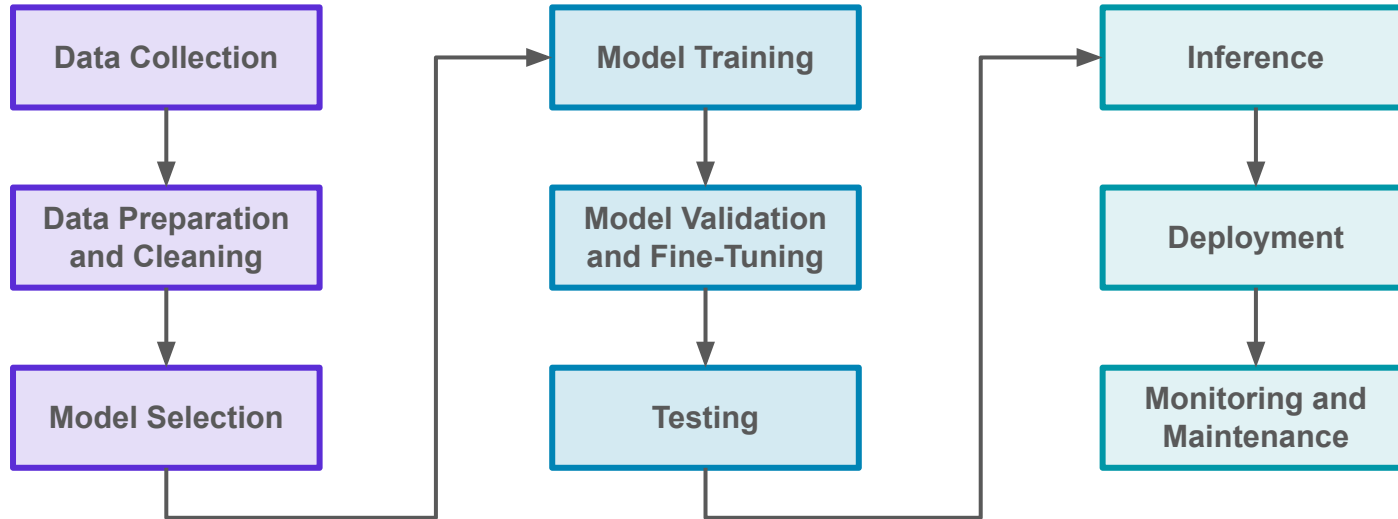 Data Collection
Data Preparation
and Cleaning
Model Selection
Model Training
Model Validation
and Fine-Tuning
Testing
Inference
Deployment
Monitoring and
Maintenance